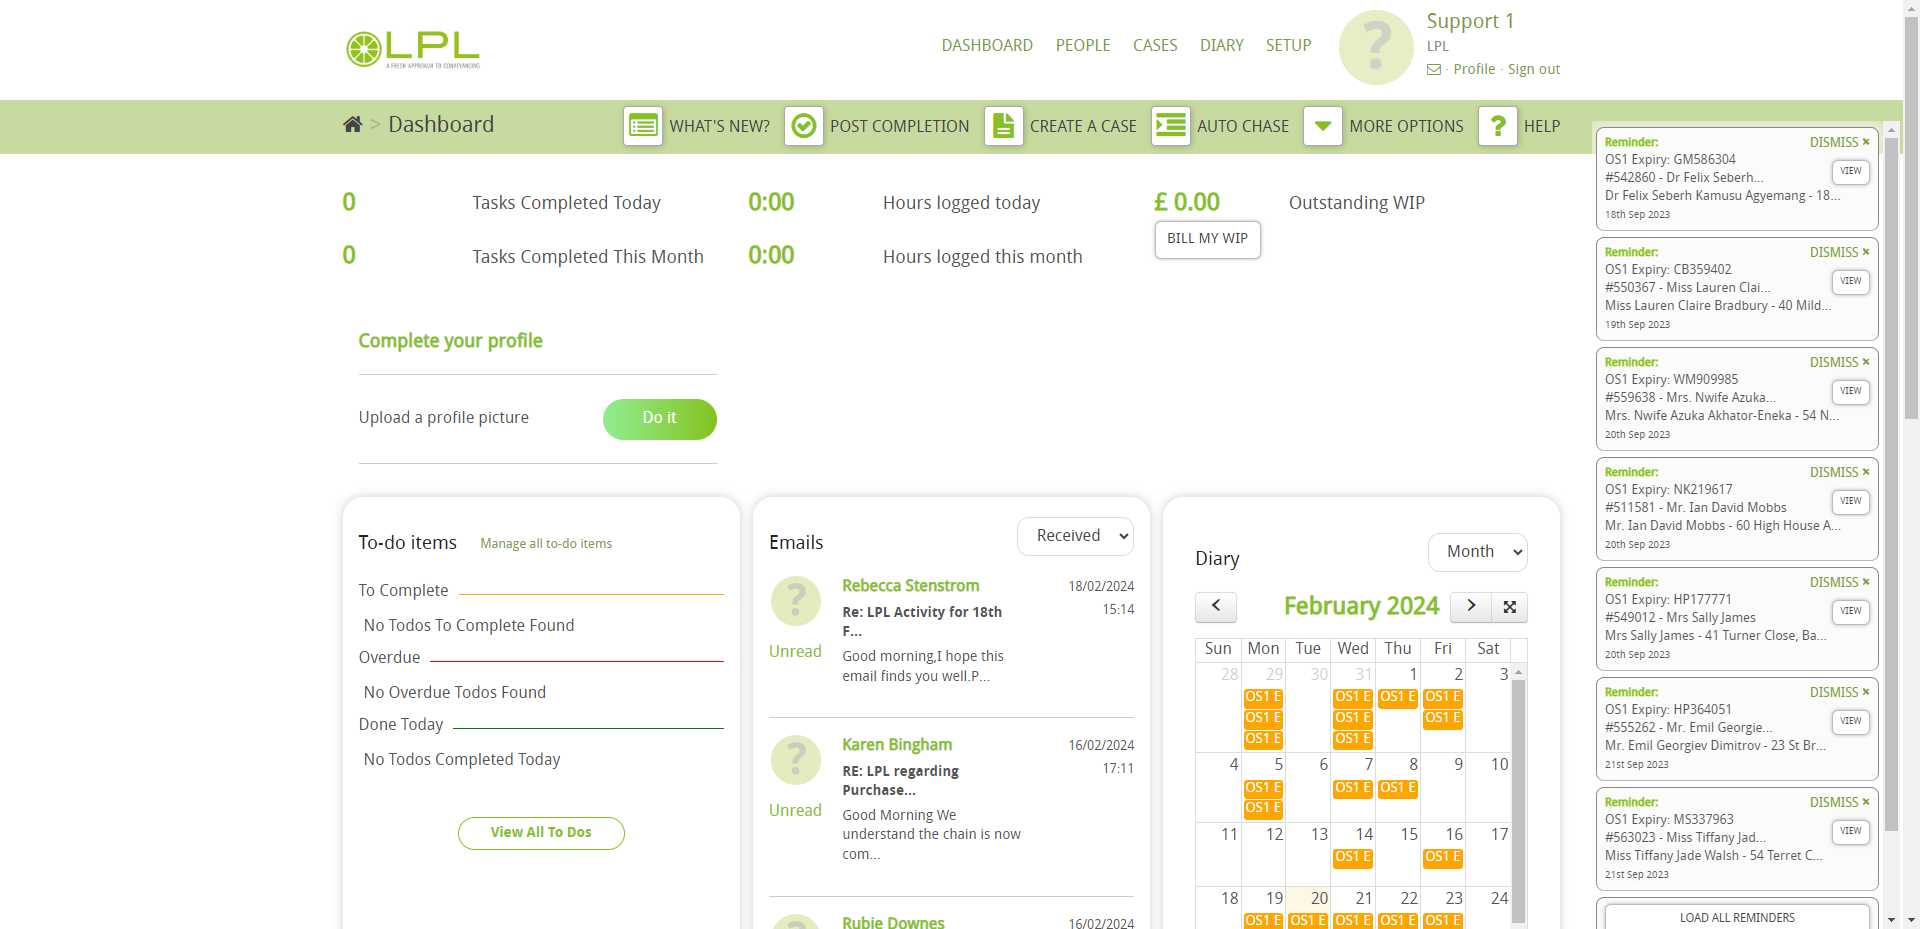 LPL
A FRESH APPROACH TO CONVEYANCING
DASHBOARD PEOPLE CASES DIARY SETUP
?
Support 1
LPL
· Profile · Sign out
> Dashboard
WHAT'S NEW? POST COMPLETION CREATE A CASE AUTO CHASE MORE OPTIONS ? HELP
0 Tasks Completed Today 0:00 Hours logged today £ 0.00 Outstanding WIP
BILL MY WIP
0 Tasks Completed This Month 0:00 Hours logged this month
Complete your profile
Upload a profile picture Do it
To-do items Manage all to-do items
To Complete
No Todos To Complete Found
Overdue
No Overdue Todos Found
Done Today
No Todos Completed Today
View All To Dos
Emails Received
?
Rebecca Stenstrom 18/02/2024
Re: LPL Activity for 18th 15:14
F...
Unread
Good morning,I hope this
email finds you well.P...
?
Karen Bingham 16/02/2024
RE: LPL regarding 17:11
Purchase...
Unread
Good Morning We
understand the chain is now
com...
?
Rubie Downes 16/02/2024
Diary Month
February 2024
Sun Mon Tue Wed Thu Fri Sat
28 29 30 31 1 2 3
OS1 E OS1 E OS1 E OS1 E
OS1 E OS1 E OS1 E
OS1 E OS1 E
4 5 6 7 8 9 10
OS1 E OS1 E OS1 E
OS1 E
11 12 13 14 15 16 17
OS1 E OS1 E
18 19 20 21 22 23 24
OS1 E OS1 E OS1 E OS1 E OS1 E
Reminder: DISMISS ×
OS1 Expiry: GM586304
#542860 - Dr Felix Seberh... VIEW
Dr Felix Seberh Kamusu Agyemang - 18...
18th Sep 2023
Reminder: DISMISS ×
OS1 Expiry: CB359402
#550367 - Miss Lauren Clai... VIEW
Miss Lauren Claire Bradbury - 40 Mild...
19th Sep 2023
Reminder: DISMISS ×
OS1 Expiry: WM909985
#559638 - Mrs. Nwife Azuka... VIEW
Mrs. Nwife Azuka Akhator-Eneka - 54 N...
20th Sep 2023
Reminder: DISMISS ×
OS1 Expiry: NK219617
#511581 - Mr. Ian David Mobbs VIEW
Mr. Ian David Mobbs - 60 High House A...
20th Sep 2023
Reminder: DISMISS ×
OS1 Expiry: HP177771
#549012 - Mrs Sally James VIEW
Mrs Sally James - 41 Turner Close, Ba...
20th Sep 2023
Reminder: DISMISS ×
OS1 Expiry: HP364051
#555262 - Mr. Emil Georgie... VIEW
Mr. Emil Georgiev Dimitrov - 23 St Br...
21st Sep 2023
Reminder: DISMISS ×
OS1 Expiry: MS337963
#563023 - Miss Tiffany Jad... VIEW
Miss Tiffany Jade Walsh - 54 Terret C...
21st Sep 2023
LOAD ALL REMINDERS